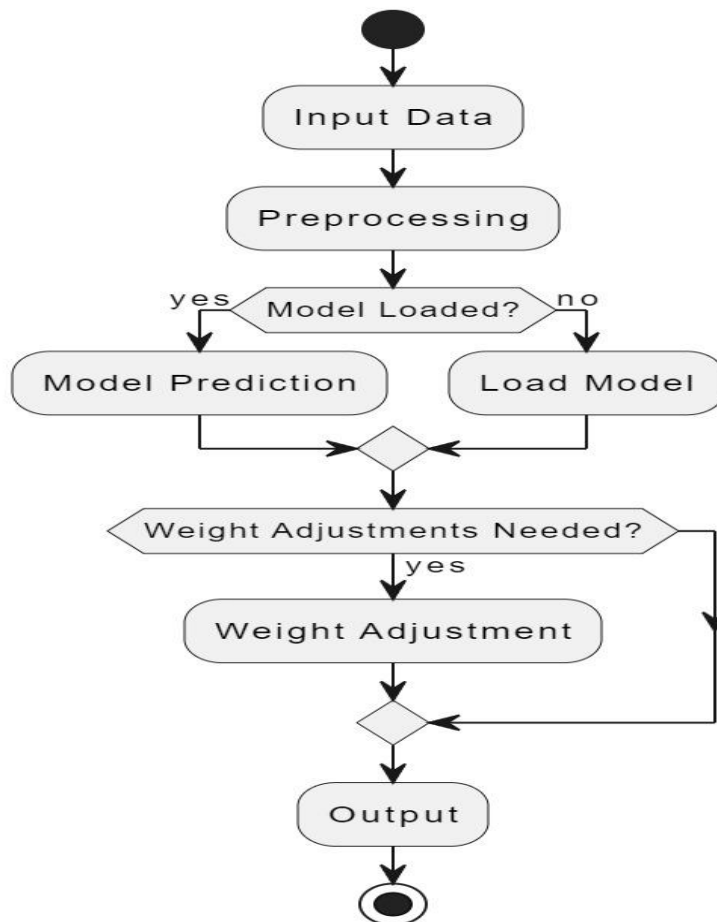 Input Data
Preprocessing
yes
Model Loaded?
no
Model Prediction
Load Model
Weight Adjustments Needed?
yes
Weight Adjustment
Output